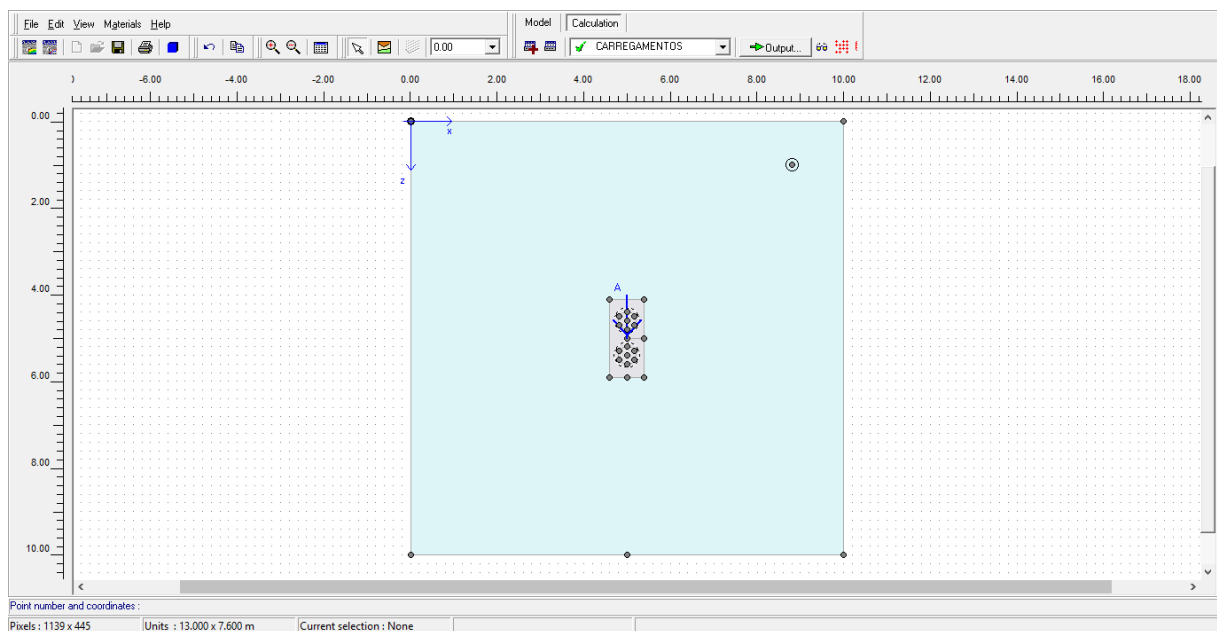 File Edit View Materials Help
Model Calculation
0.00
CARREGAMENTOS
Output...
-6.00 -4.00 -2.00 0.00 2.00 4.00 6.00 8.00 10.00 12.00 14.00 16.00 18.00
0.00
x
z
2.00
4.00
A
6.00
8.00
10.00
Point number and coordinates :
Pixels : 1139 x 445 Units : 13.000 x 7.600 m Current selection : None